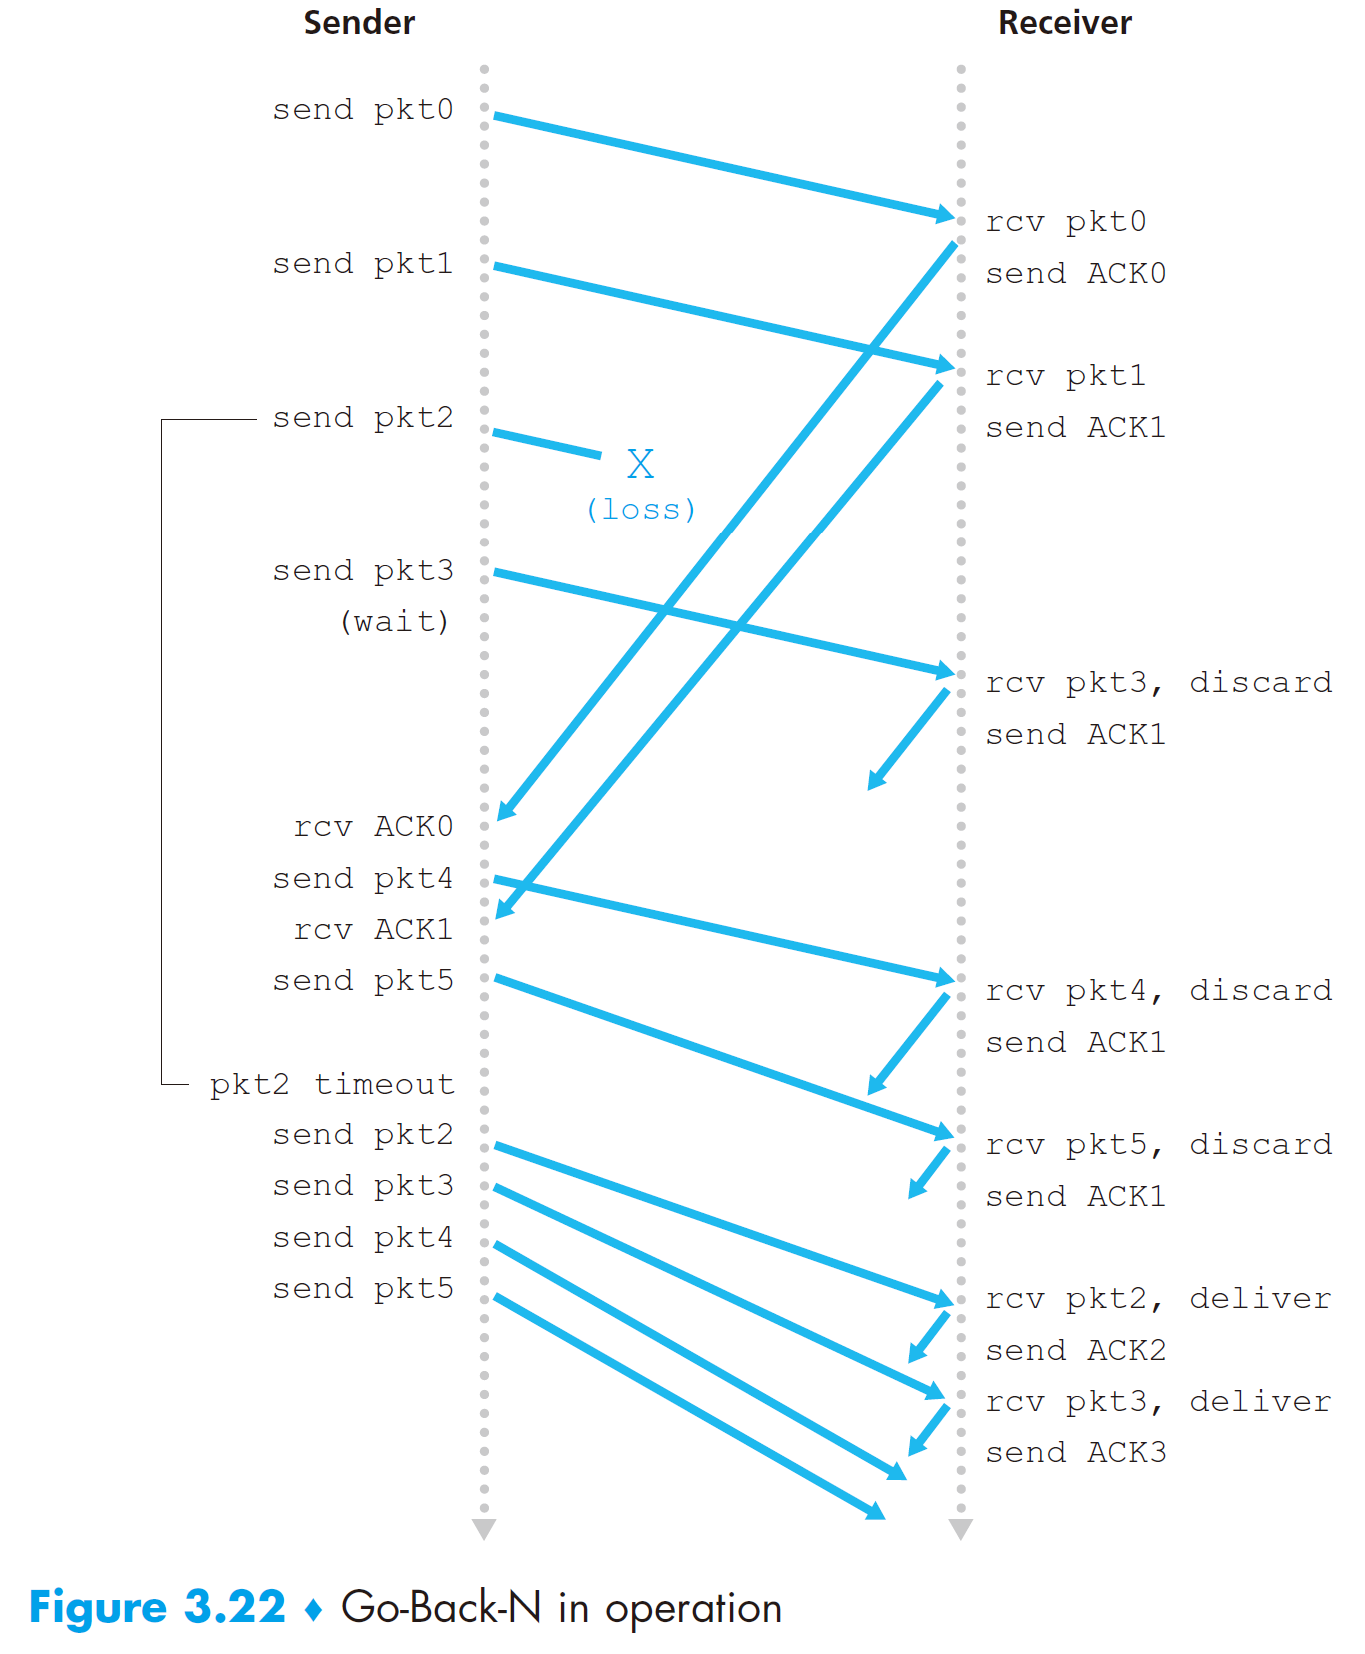 Sender
Receiver
send pkt0
rcv pkt0
send ACK0
send pkt1
rcv pkt1
send ACK1
send pkt2
X
(loss)
send pkt3
(wait)
rcv pkt3, discard
send ACK1
rcv ACK0
send pkt4
rcv ACK1
send pkt5
rcv pkt4, discard
send ACK1
pkt2 timeout
send pkt2
send pkt3
send pkt4
send pkt5
rcv pkt5, discard
send ACK1
rcv pkt2, deliver
send ACK2
rcv pkt3, deliver
send ACK3
Figure 3.22 ♦ Go-Back-N in operation